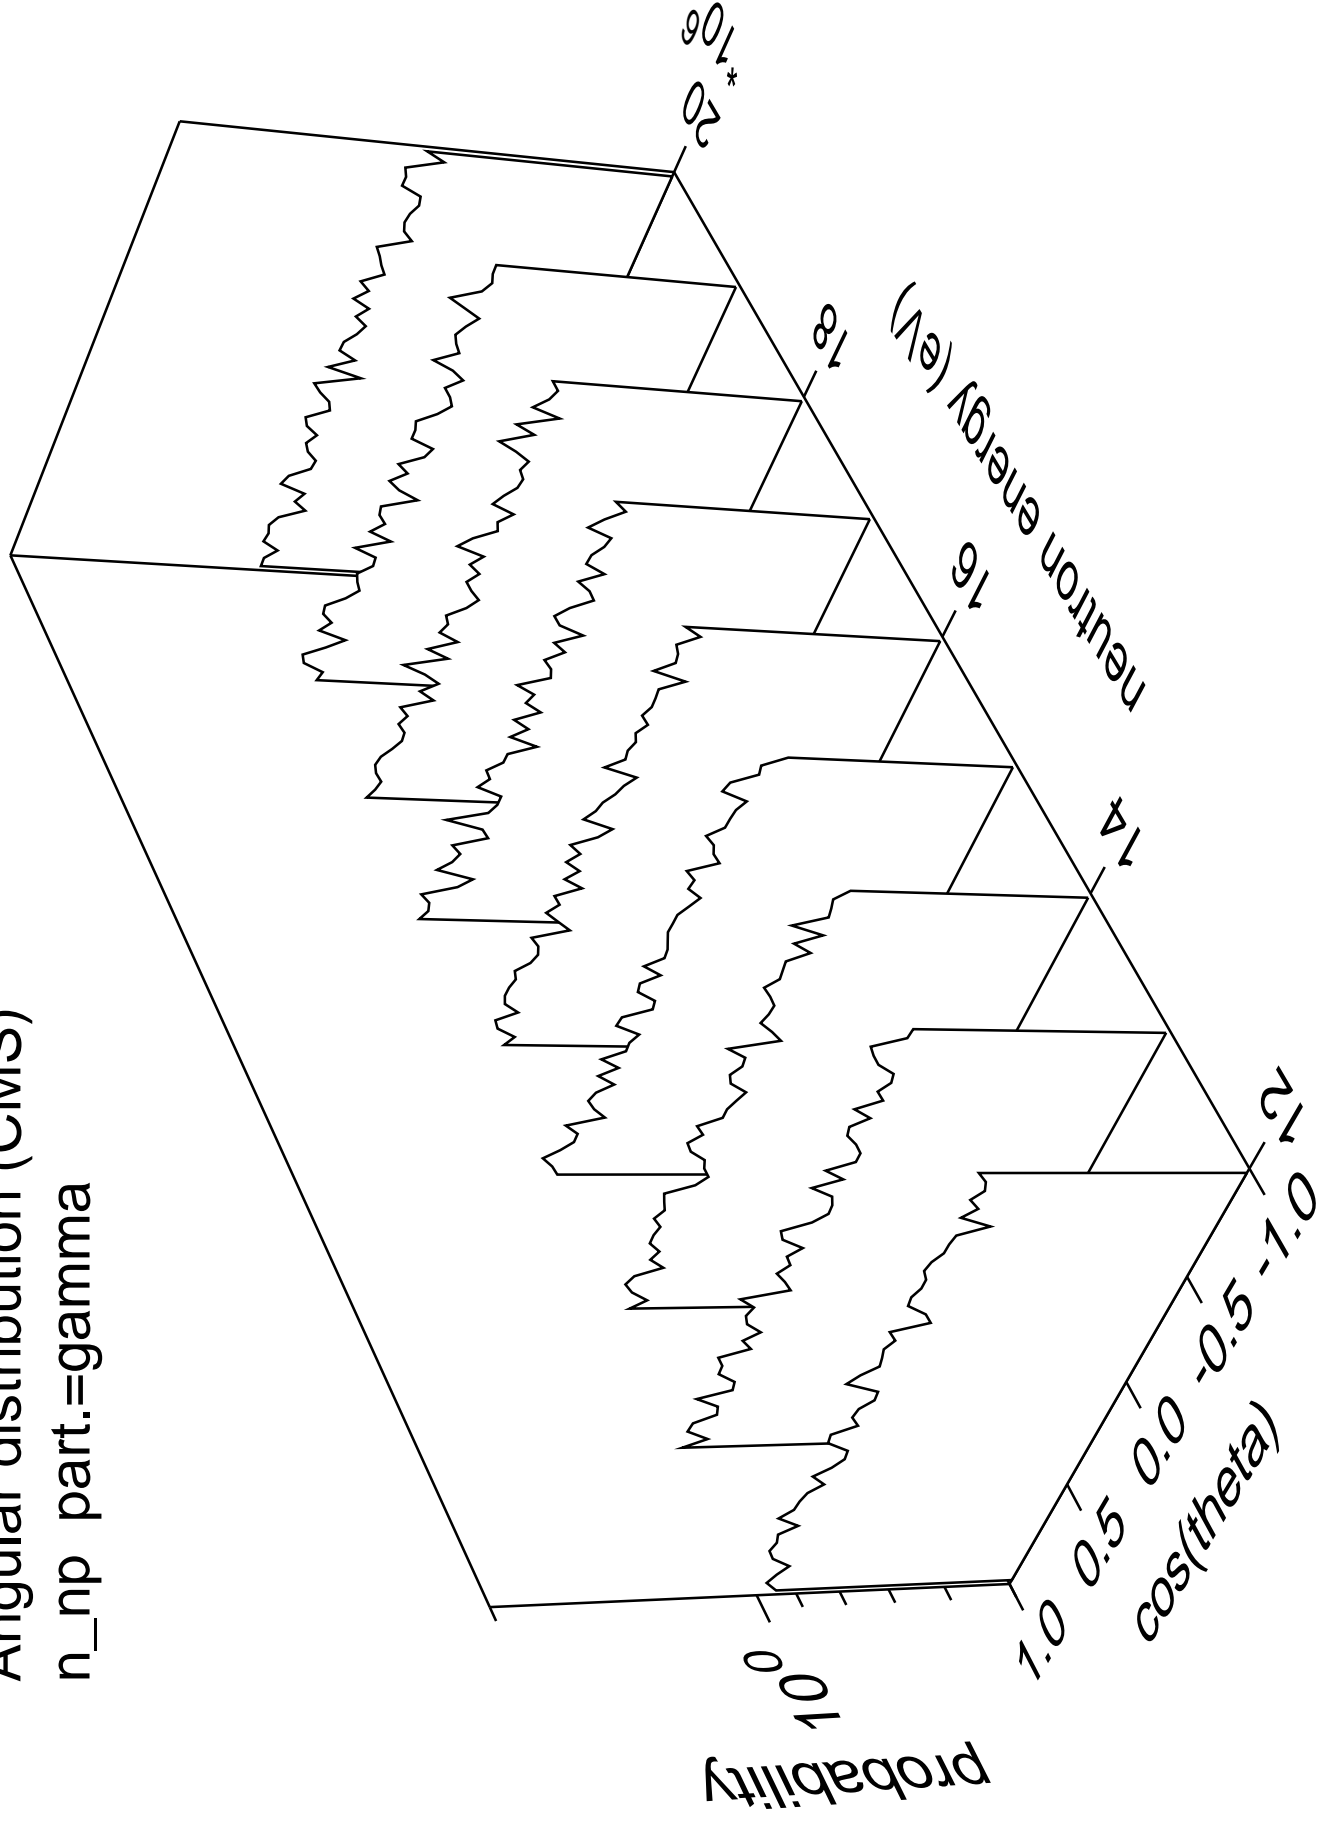 Angular distribution (CMS)
n_np part.=gamma
probability
10^0
1.0 0.5 0.0 -0.5 -1.0
cos(theta)
12 14 16 18 20
*10^6
neutron energy (eV)